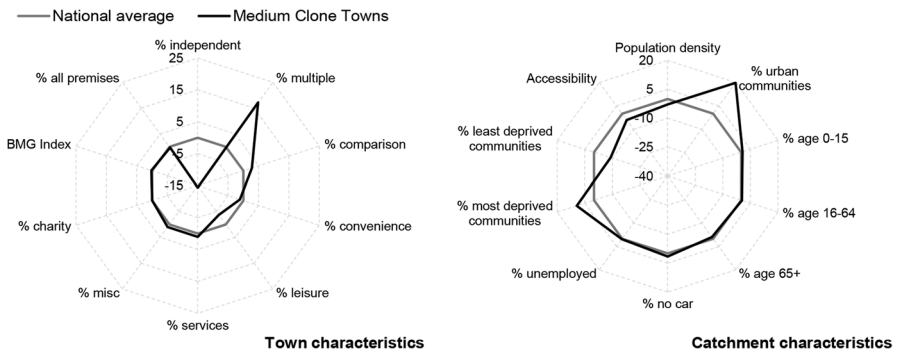 National average
Medium Clone Towns
% independent
25
15
5
-5
-15
% multiple
% comparison
% convenience
% leisure
% services
% misc
% charity
BMG Index
% all premises
Town characteristics
Population density
20
5
-10
-25
-40
% urban
communities
% age 0-15
% age 16-64
% age 65+
% no car
% unemployed
% most deprived
communities
% least deprived
communities
Accessibility
Catchment characteristics